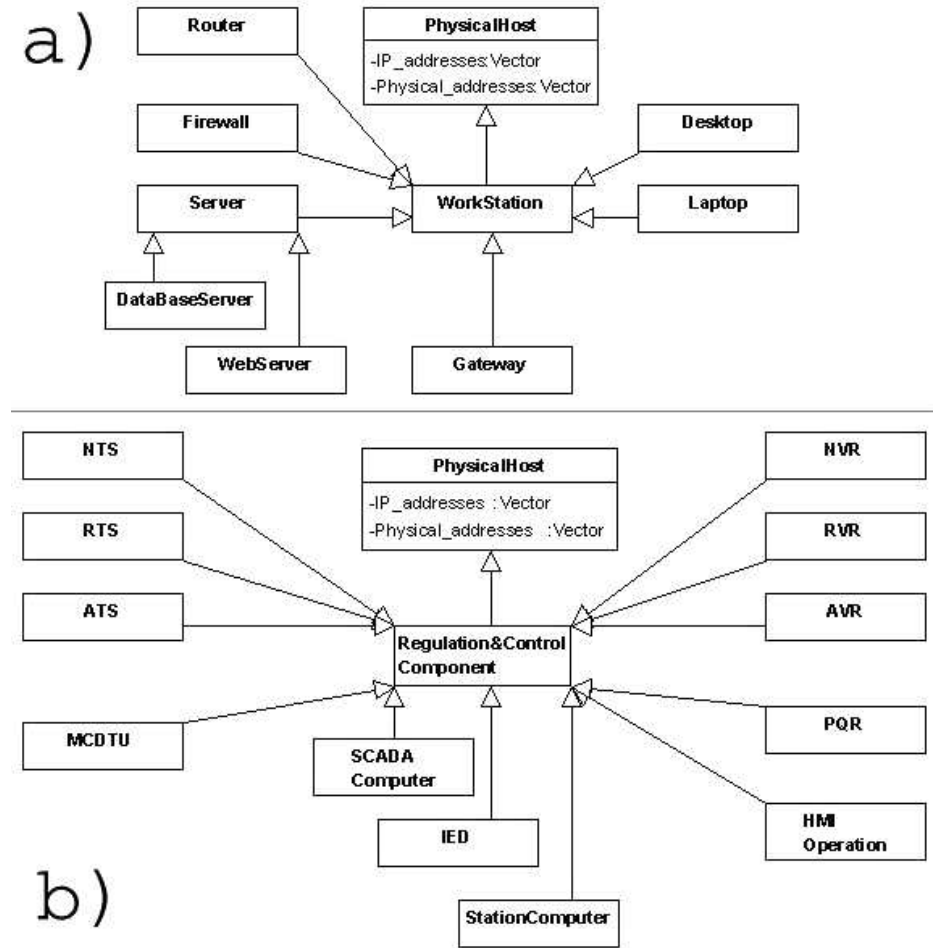 a)
Router
PhysicalHost
-IP_addresses:Vector
-Physical_addresses:Vector
Firewall
Desktop
Server
WorkStation
Laptop
DataBaseServer
WebServer
Gateway
NTS
PhysicalHost
NVR
-IP_addresses :Vector
-Physical_addresses :Vector
RTS
RVR
ATS
AVR
Regulation&Control
Component
MCDTU
PQR
SCADA
Computer
IED
HMI
Operation
b)
StationComputer